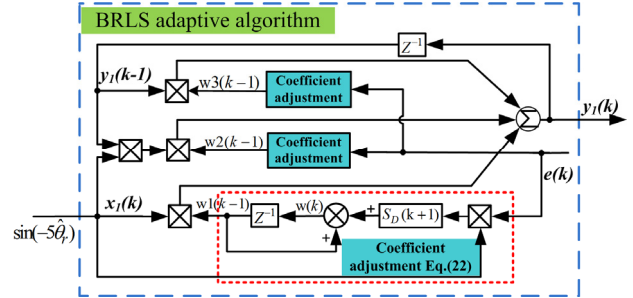 BRLS adaptive algorithm
Z⁻¹
y₁(k-1)
w3(k−1)
Coefficient
adjustment
Σ
y₁(k)
w2(k−1)
Coefficient
adjustment
e(k)
x₁(k)
w1(k−1)
Z⁻¹
w(k)
+
S_D(k+1)
+
sin(−5θ̂ᵣ)
Coefficient
adjustment Eq.(22)